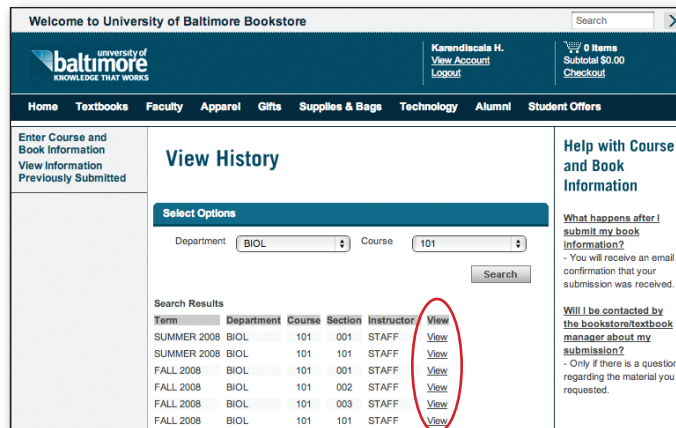 Welcome to University of Baltimore Bookstore
Search
university of
baltimore
KNOWLEDGE THAT WORKS
Karendiscala H.
View Account
Logout
0 Items
Subtotal $0.00
Checkout
Home Textbooks Faculty Apparel Gifts Supplies & Bags Technology Alumni Student Offers
Enter Course and
Book Information
View Information
Previously Submitted
View History
Select Options
Department BIOL Course 101
Search
Search Results
Term Department Course Section Instructor View
SUMMER 2008 BIOL 101 001 STAFF View
SUMMER 2008 BIOL 101 101 STAFF View
FALL 2008 BIOL 101 001 STAFF View
FALL 2008 BIOL 101 002 STAFF View
FALL 2008 BIOL 101 003 STAFF View
FALL 2008 BIOL 101 101 STAFF View
Help with Course
and Book
Information
What happens after I
submit my book
information?
- You will receive an email
confirmation that your
submission was received.
Will I be contacted by
the bookstore/textbook
manager about my
submission?
- Only if there is a question
regarding the material you
requested.